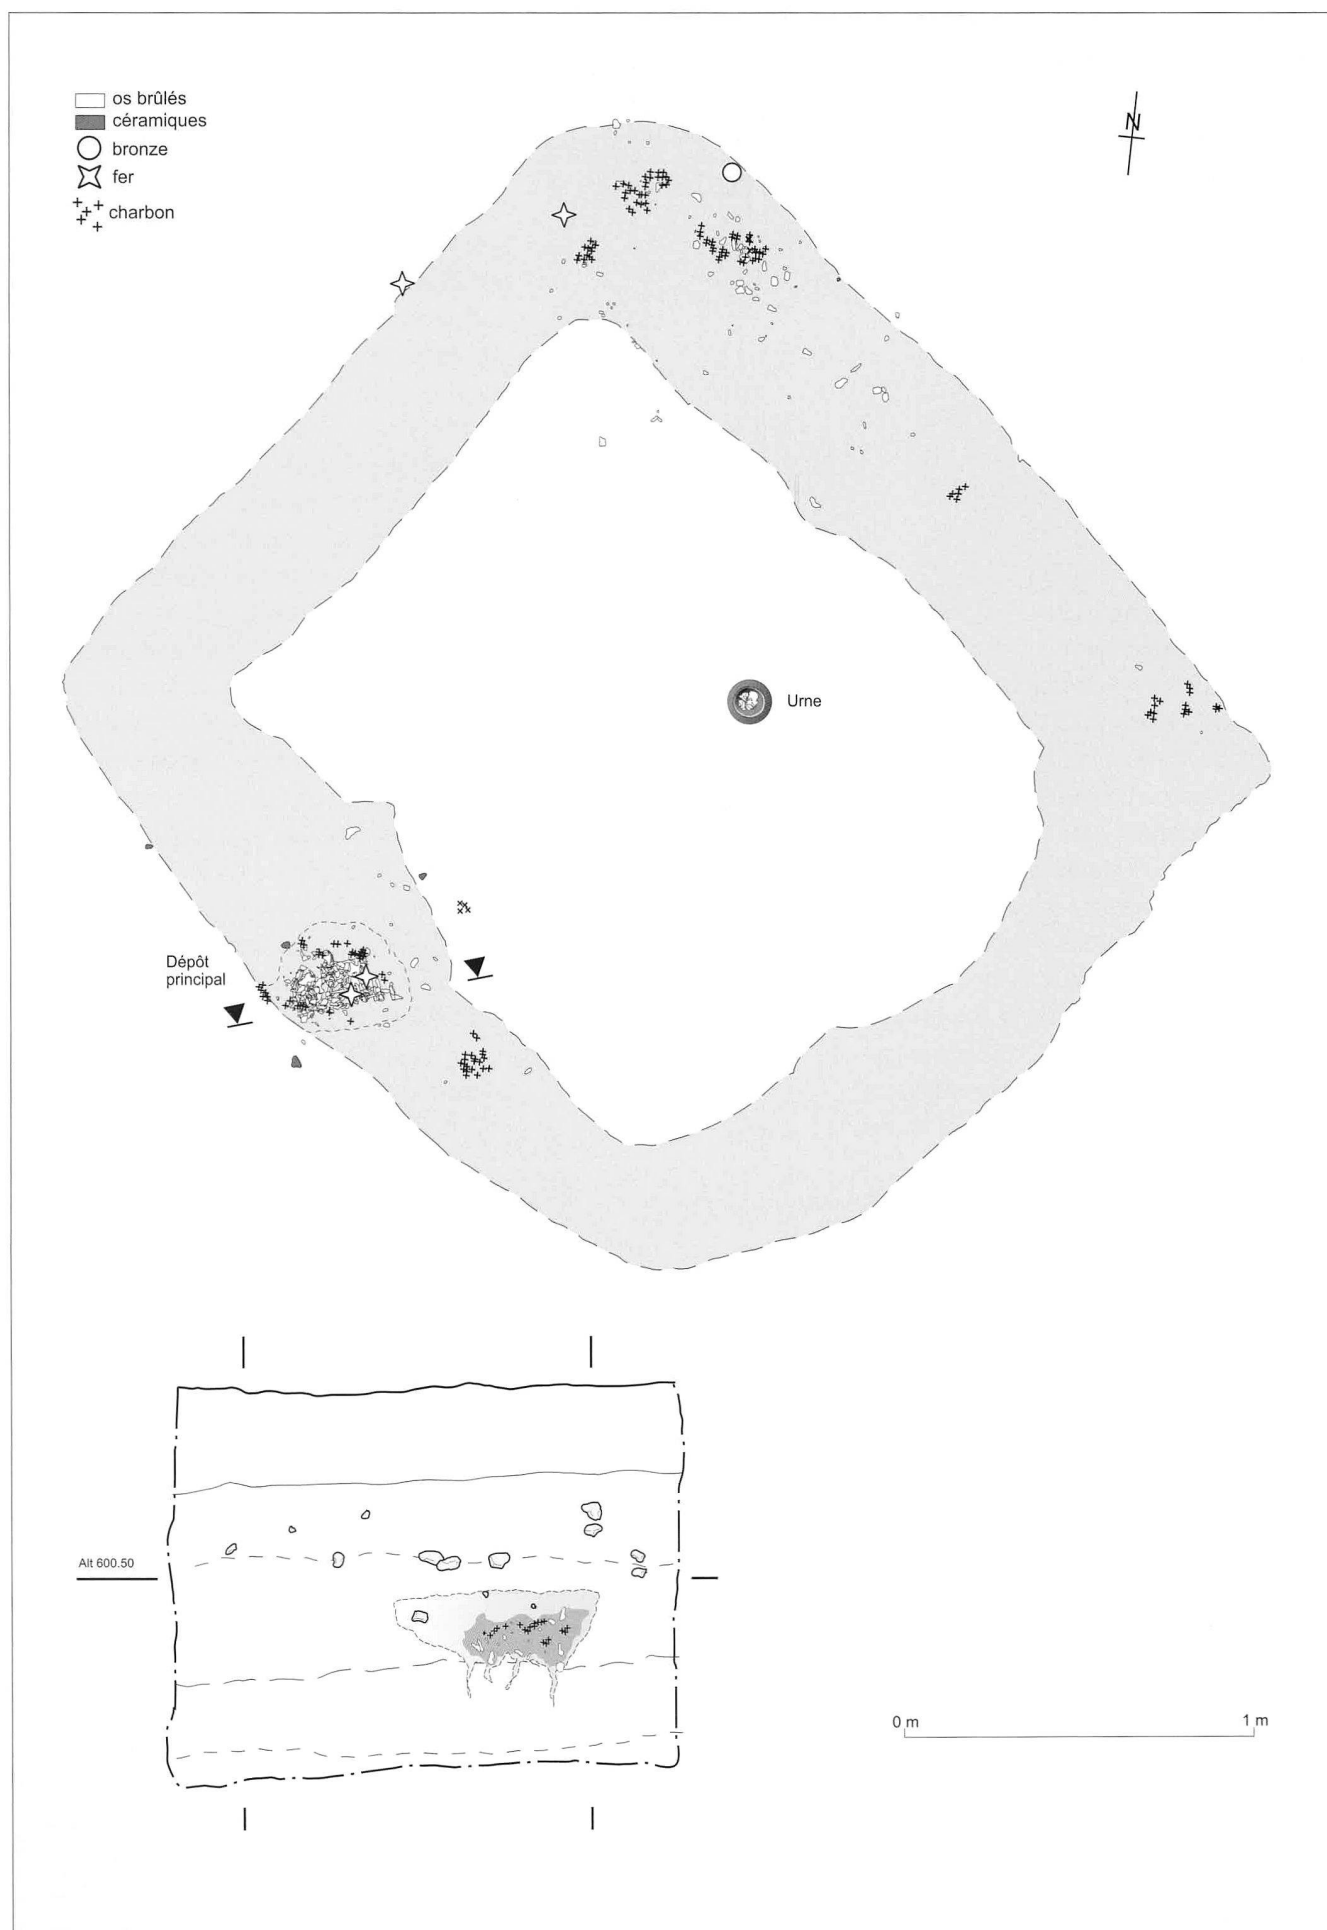 os brûlés
céramiques
bronze
fer
charbon
N
Urne
Dépôt
principal
Alt 600.50
0 m
1 m